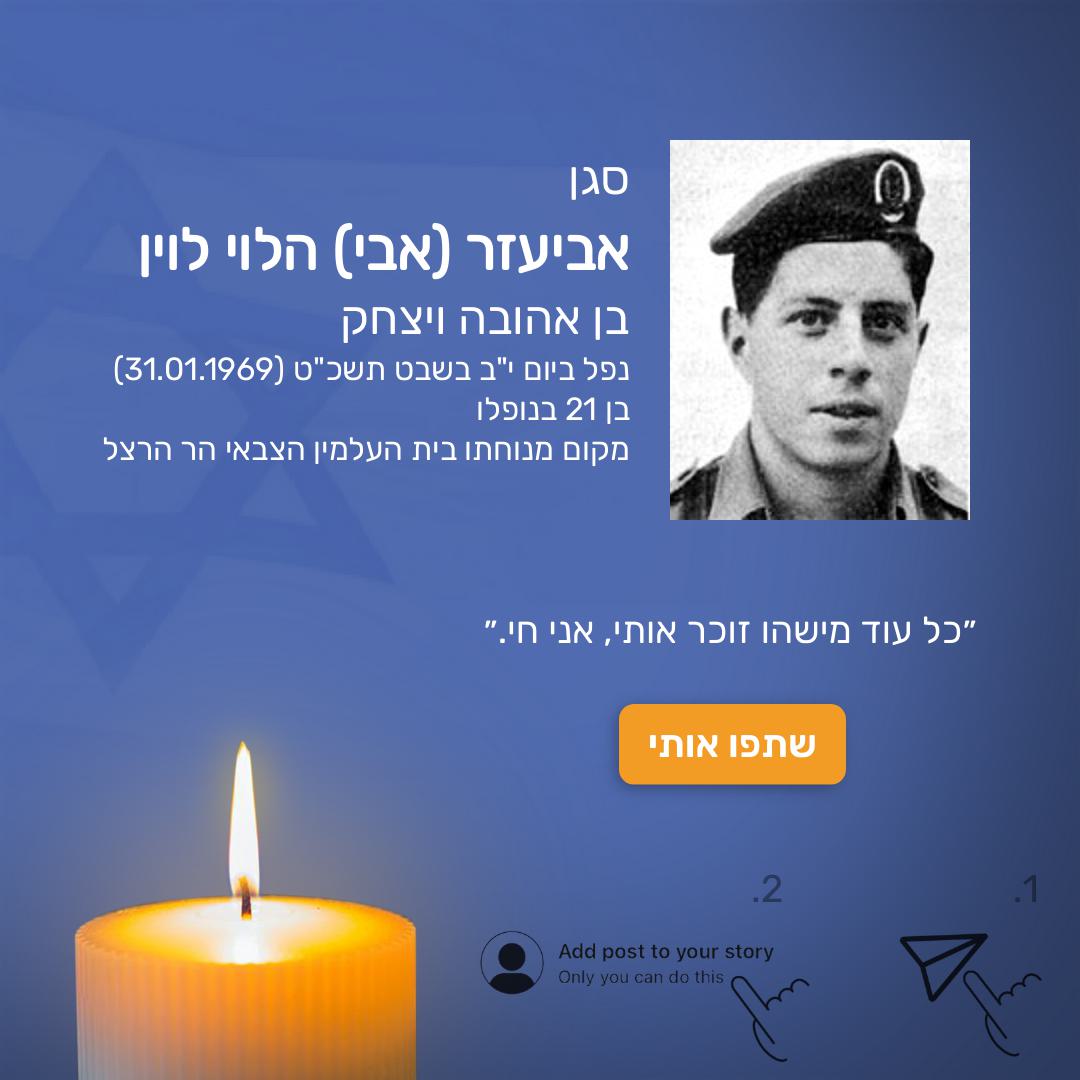 סגן
אביעזר (אבי) הלוי לוין
בן אהובה ויצחק
נפל ביום י"ב בשבט תשכ"ט (31.01.1969)
בן 21 בנופלו
מקום מנוחתו בית העלמין הצבאי הר הרצל
״כל עוד מישהו זוכר אותי, אני חי.״
שתפו אותי
.1
.2
Add post to your story
Only you can do this